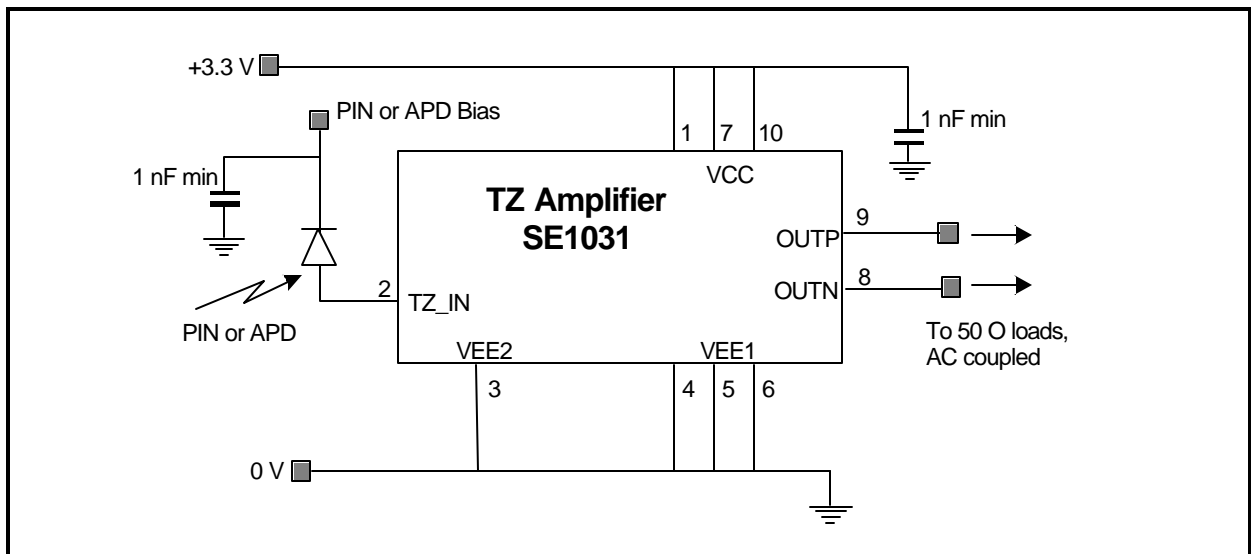 +3.3 V
PIN or APD Bias
1 nF min
1 7 10
VCC
1 nF min
TZ Amplifier
SE1031
9
OUTP
8
OUTN
2
TZ_IN
PIN or APD
To 50 O loads,
AC coupled
VEE2
VEE1
3
4 5 6
0 V